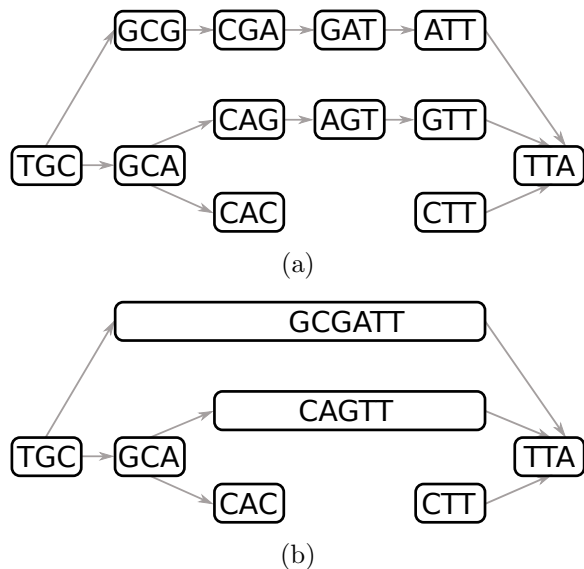 GCG CGA GAT ATT
CAG AGT GTT
TGC GCA TTA
CAC CTT
(a)
GCGATT
CAGTT
TGC GCA TTA
CAC CTT
(b)